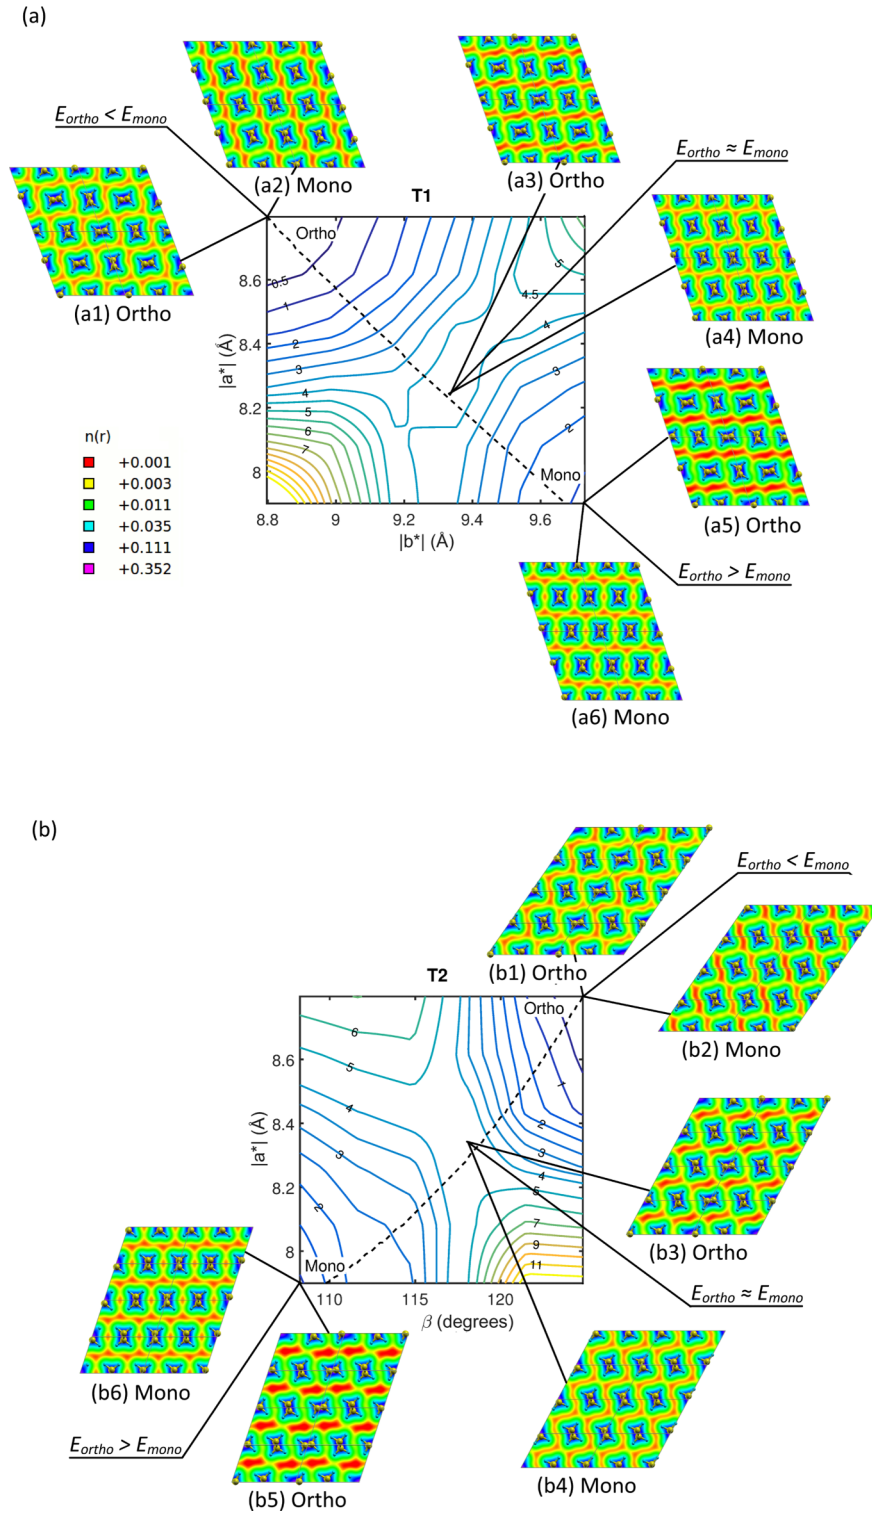 (a)
E_ortho < E_mono
(a2) Mono
(a3) Ortho
E_ortho ≈ E_mono
T1
(a1) Ortho
(a4) Mono
Ortho
8.6
8.4
8.2
8
|a*| (Å)
0.5
1
2
3
4
5
6
7
5
4.5
4
3
2
Mono
8.8
9
9.2
9.4
9.6
|b*| (Å)
n(r)
+0.001
+0.003
+0.011
+0.035
+0.111
+0.352
(a5) Ortho
E_ortho > E_mono
(a6) Mono
(b)
E_ortho < E_mono
(b1) Ortho
T2
(b2) Mono
Ortho
8.6
8.4
8.2
8
|a*| (Å)
6
5
4
3
2
1
2
3
4
5
7
9
11
Mono
110
115
120
β (degrees)
(b3) Ortho
E_ortho ≈ E_mono
(b6) Mono
E_ortho > E_mono
(b5) Ortho
(b4) Mono